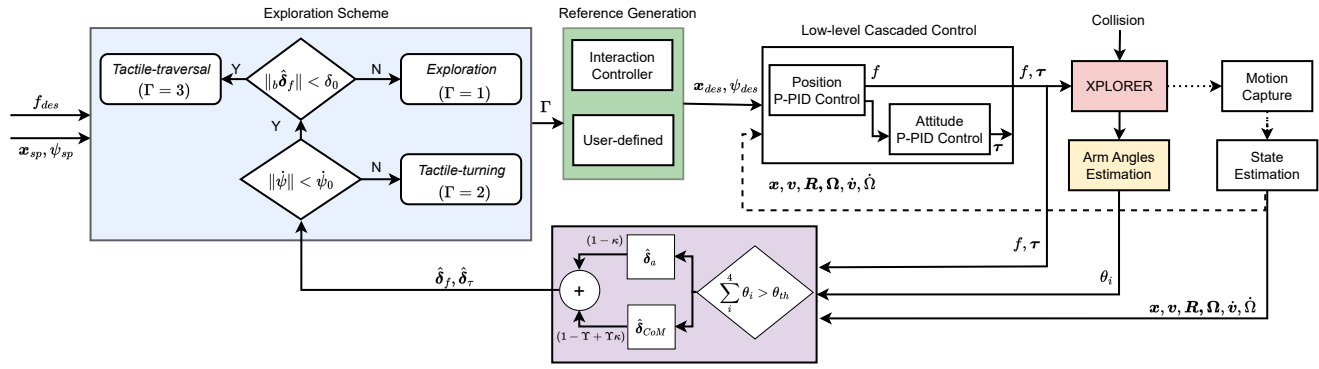 Exploration Scheme
Reference Generation
Low-level Cascaded Control
Collision
Tactile-traversal
(Γ = 3)
Y
‖_b δ̂_f‖ < δ_0
N
Exploration
(Γ = 1)
Interaction
Controller
User-defined
Position
P-PID Control
f
Attitude
P-PID Control
τ
f, τ
XPLORER
Motion
Capture
f_des
x_sp, ψ_sp
Γ
x_des, ψ_des
Y
‖ψ̇‖ < ψ̇_0
N
Tactile-turning
(Γ = 2)
Arm Angles
Estimation
State
Estimation
x, v, R, Ω, v̇, Ω̇
(1 − κ)
δ̂_a
f, τ
δ̂_f, δ̂_τ
+
∑_i^4 θ_i > θ_th
θ_i
(1 − Υ + Υκ)
δ̂_CoM
x, v, R, Ω, v̇, Ω̇